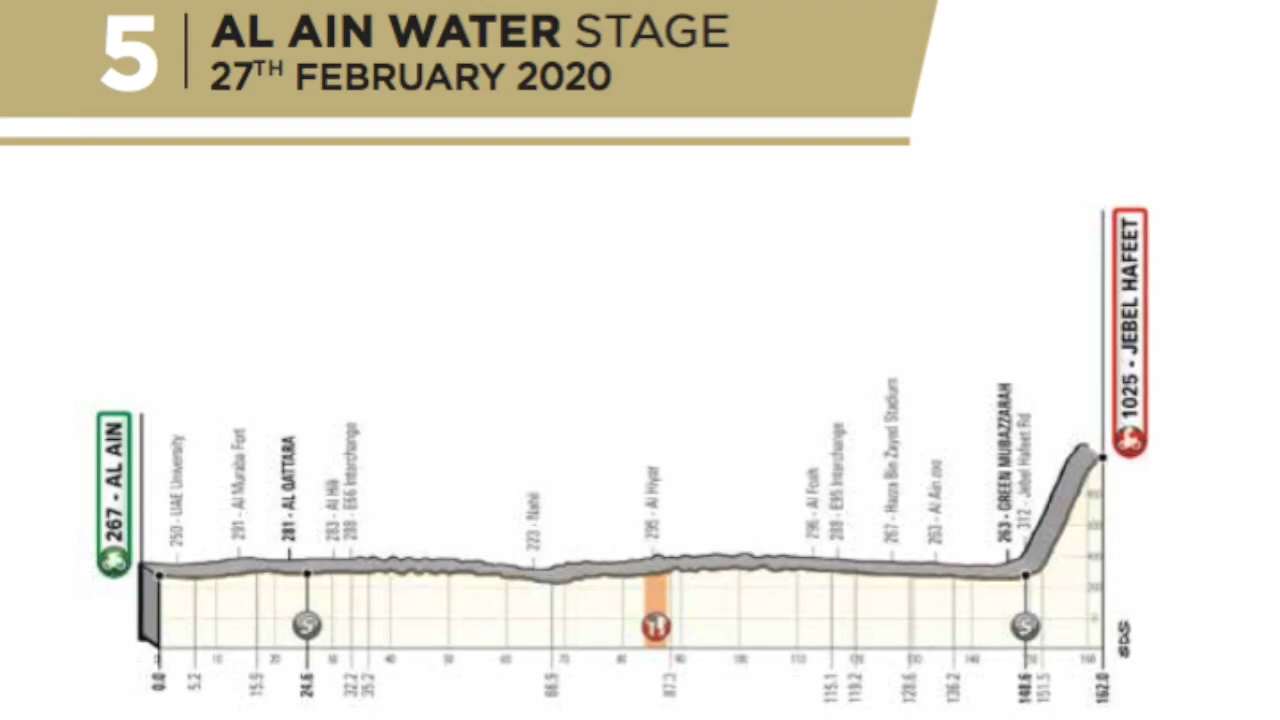 5
AL AIN WATER STAGE
27TH FEBRUARY 2020
267 - AL AIN
250 - UAE University
291 - Al Muraba Fort
281 - AL QATTARA
283 - Al Hili
288 - E66 Interchange
223 - Nahil
295 - Al Hiyar
296 - Al Foah
288 - E95 Interchange
267 - Hazza Bin Zayed Stadium
263 - Al Ain zoo
263 - GREEN MUBAZZARAH
312 - Jebel Hafeet Rd
1025 - JEBEL HAFEET
S
S
SDS
0.0
5.2
15.9
24.6
32.2
35.2
66.9
87.3
115.1
119.2
128.6
136.2
148.6
151.5
162.0